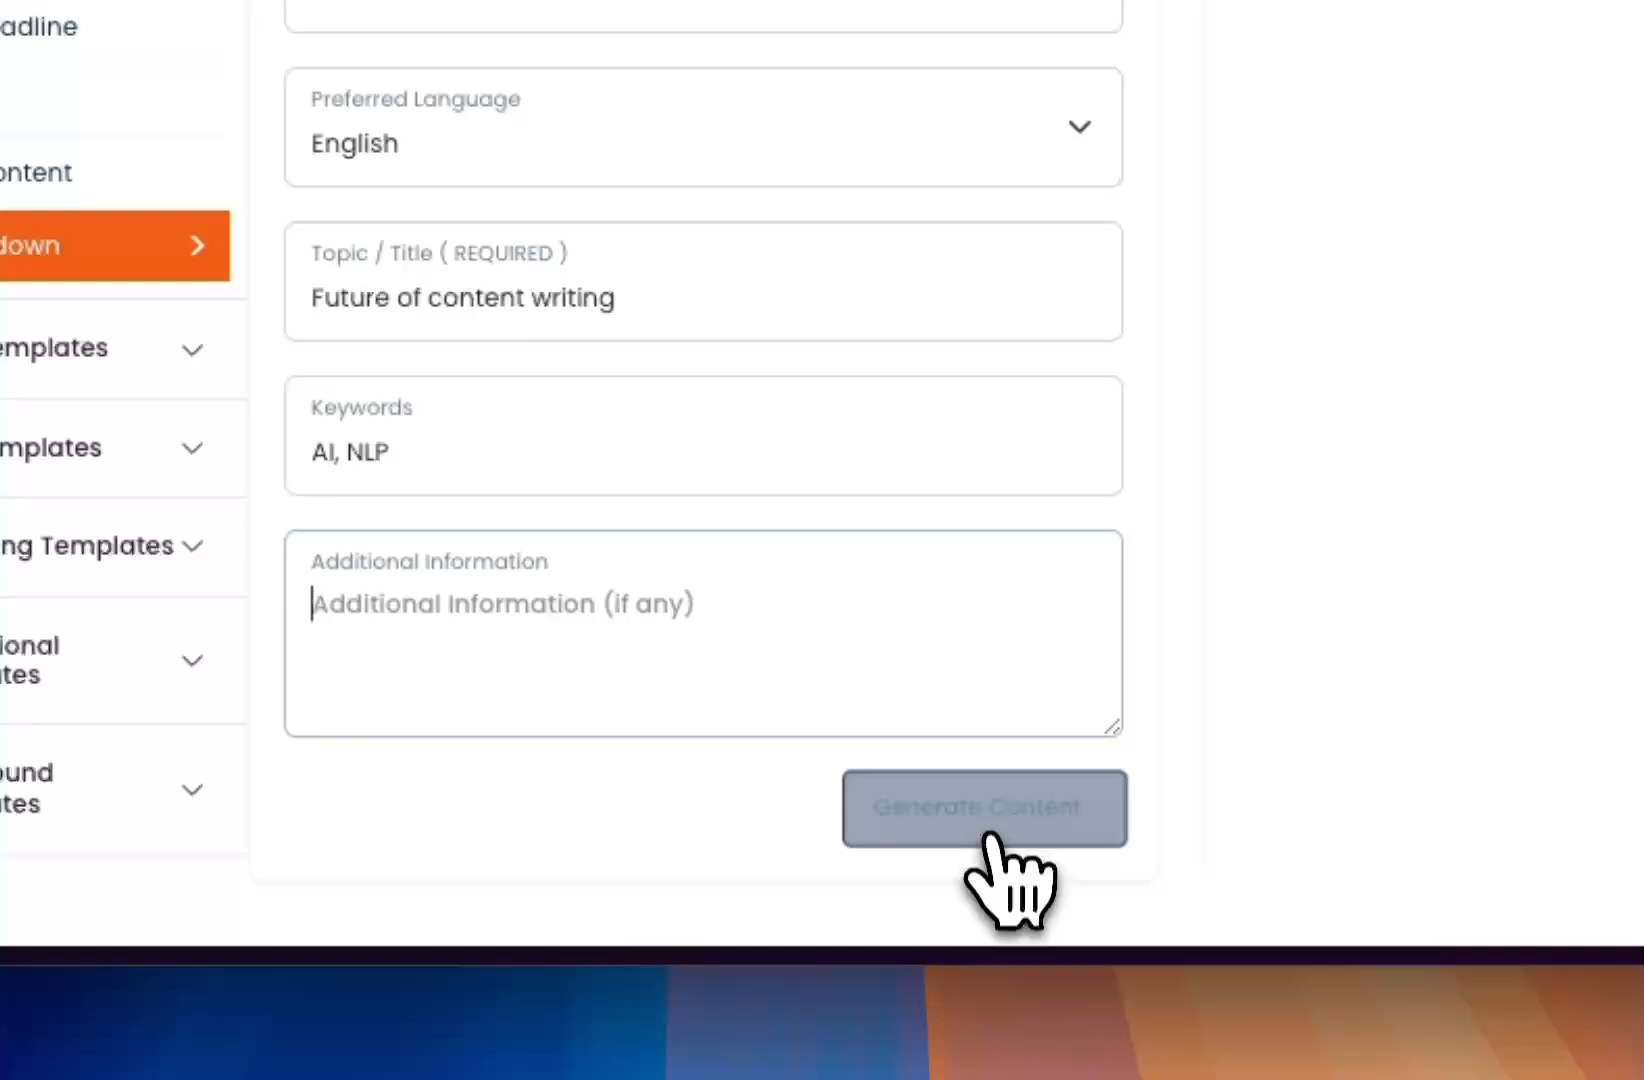 adline
ontent
down
emplates
mplates
ng Templates
ional
tes
ound
tes
Preferred Language
English
Topic / Title ( REQUIRED )
Future of content writing
Keywords
AI, NLP
Additional Information
Additional Information (if any)
Generate Content